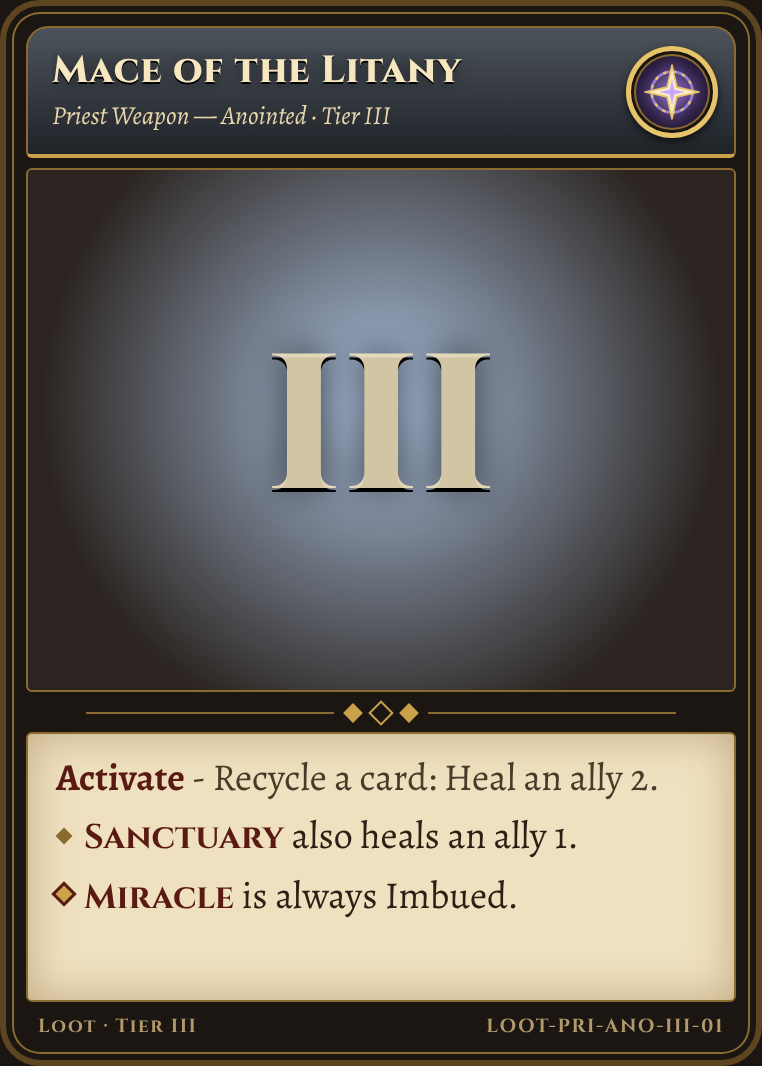 Mace of the Litany
Priest Weapon — Anointed · Tier III
III
Activate - Recycle a card: Heal an ally 2.
Sanctuary also heals an ally 1.
Miracle is always Imbued.
Loot · Tier III
LOOT-PRI-ANO-III-01